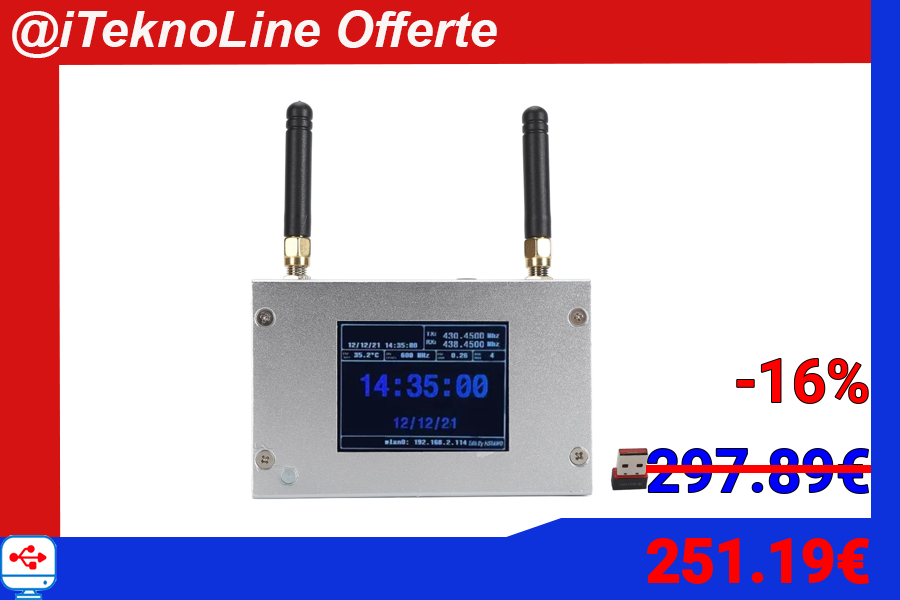 @iTeknoLine Offerte
TX: 430.4500 Mhz
12/12/21 14:35:00 RX: 438.4500 Mhz
35.2°C 600 MHz 0.26 4
14:35:00
12/12/21
wlan0: 192.168.2.114
-16%
297.89€
251.19€